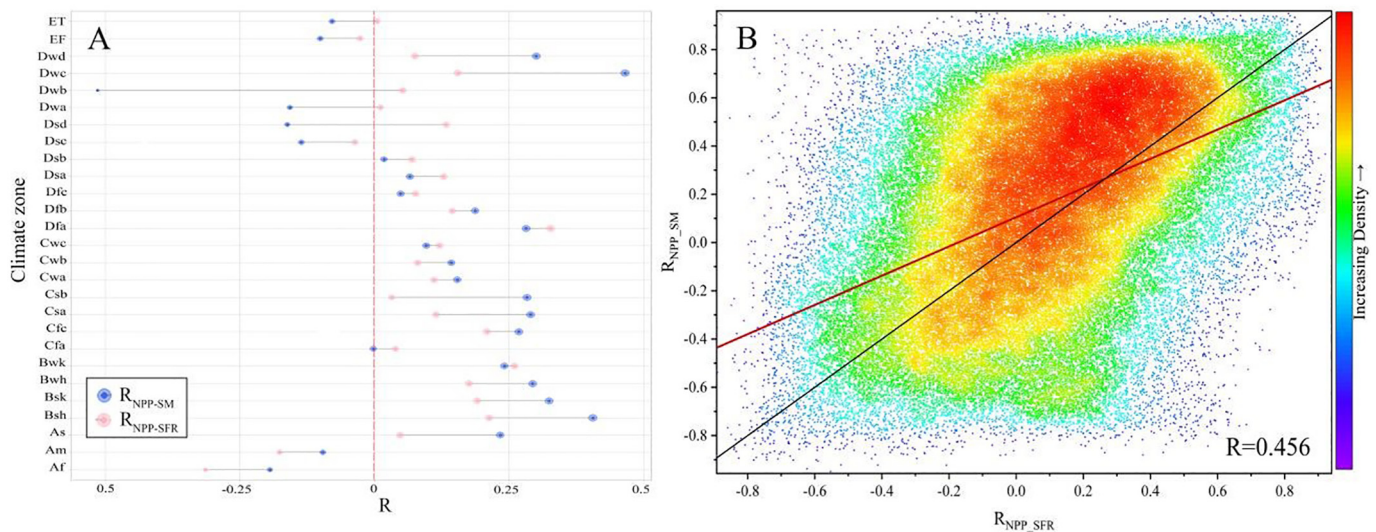 A
ET
EF
Dwd
Dwc
Dwb
Dwa
Dsd
Dsc
Dsb
Dsa
Dfc
Dfb
Dfa
Cwc
Cwb
Cwa
Csb
Csa
Cfc
Cfa
Bwk
Bwh
Bsk
Bsh
As
Am
Af
Climate zone
R_NPP-SM
R_NPP-SFR
0.5 -0.25 0 0.25 0.5
R
B
0.8
0.6
0.4
0.2
0.0
-0.2
-0.4
-0.6
-0.8
R_NPP_SM
R=0.456
-0.8 -0.6 -0.4 -0.2 0.0 0.2 0.4 0.6 0.8
R_NPP_SFR
Increasing Density →